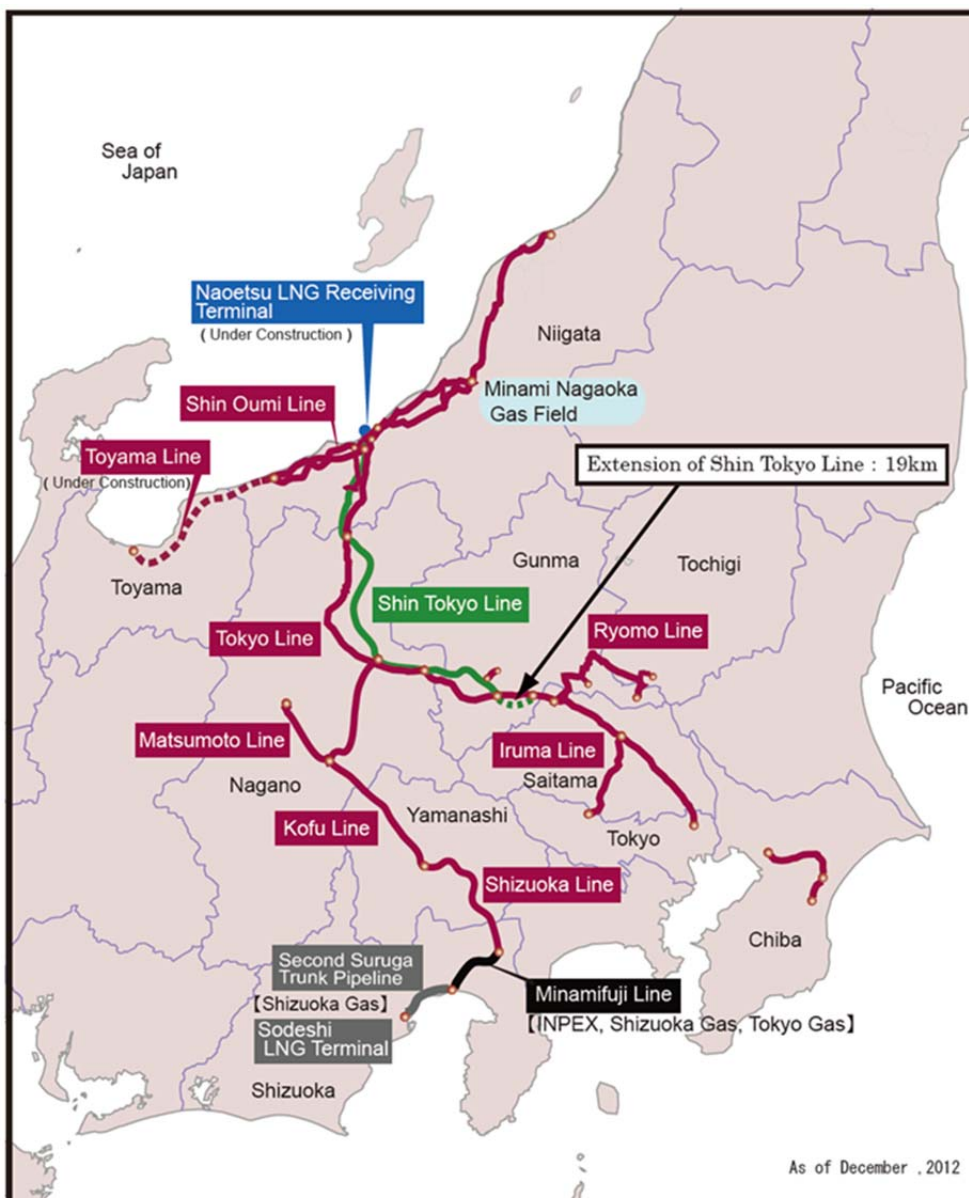 Sea of
Japan
Naoetsu LNG Receiving
Terminal
( Under Construction )
Niigata
Minami Nagaoka
Gas Field
Shin Oumi Line
Toyama Line
( Under Construction)
Extension of Shin Tokyo Line : 19km
Toyama
Gunma
Tochigi
Shin Tokyo Line
Tokyo Line
Ryomo Line
Pacific
Ocean
Matsumoto Line
Iruma Line
Nagano
Saitama
Yamanashi
Kofu Line
Tokyo
Shizuoka Line
Chiba
Second Suruga
Trunk Pipeline
【Shizuoka Gas】
Minamifuji Line
【INPEX, Shizuoka Gas, Tokyo Gas】
Sodeshi
LNG Terminal
Shizuoka
As of December .2012